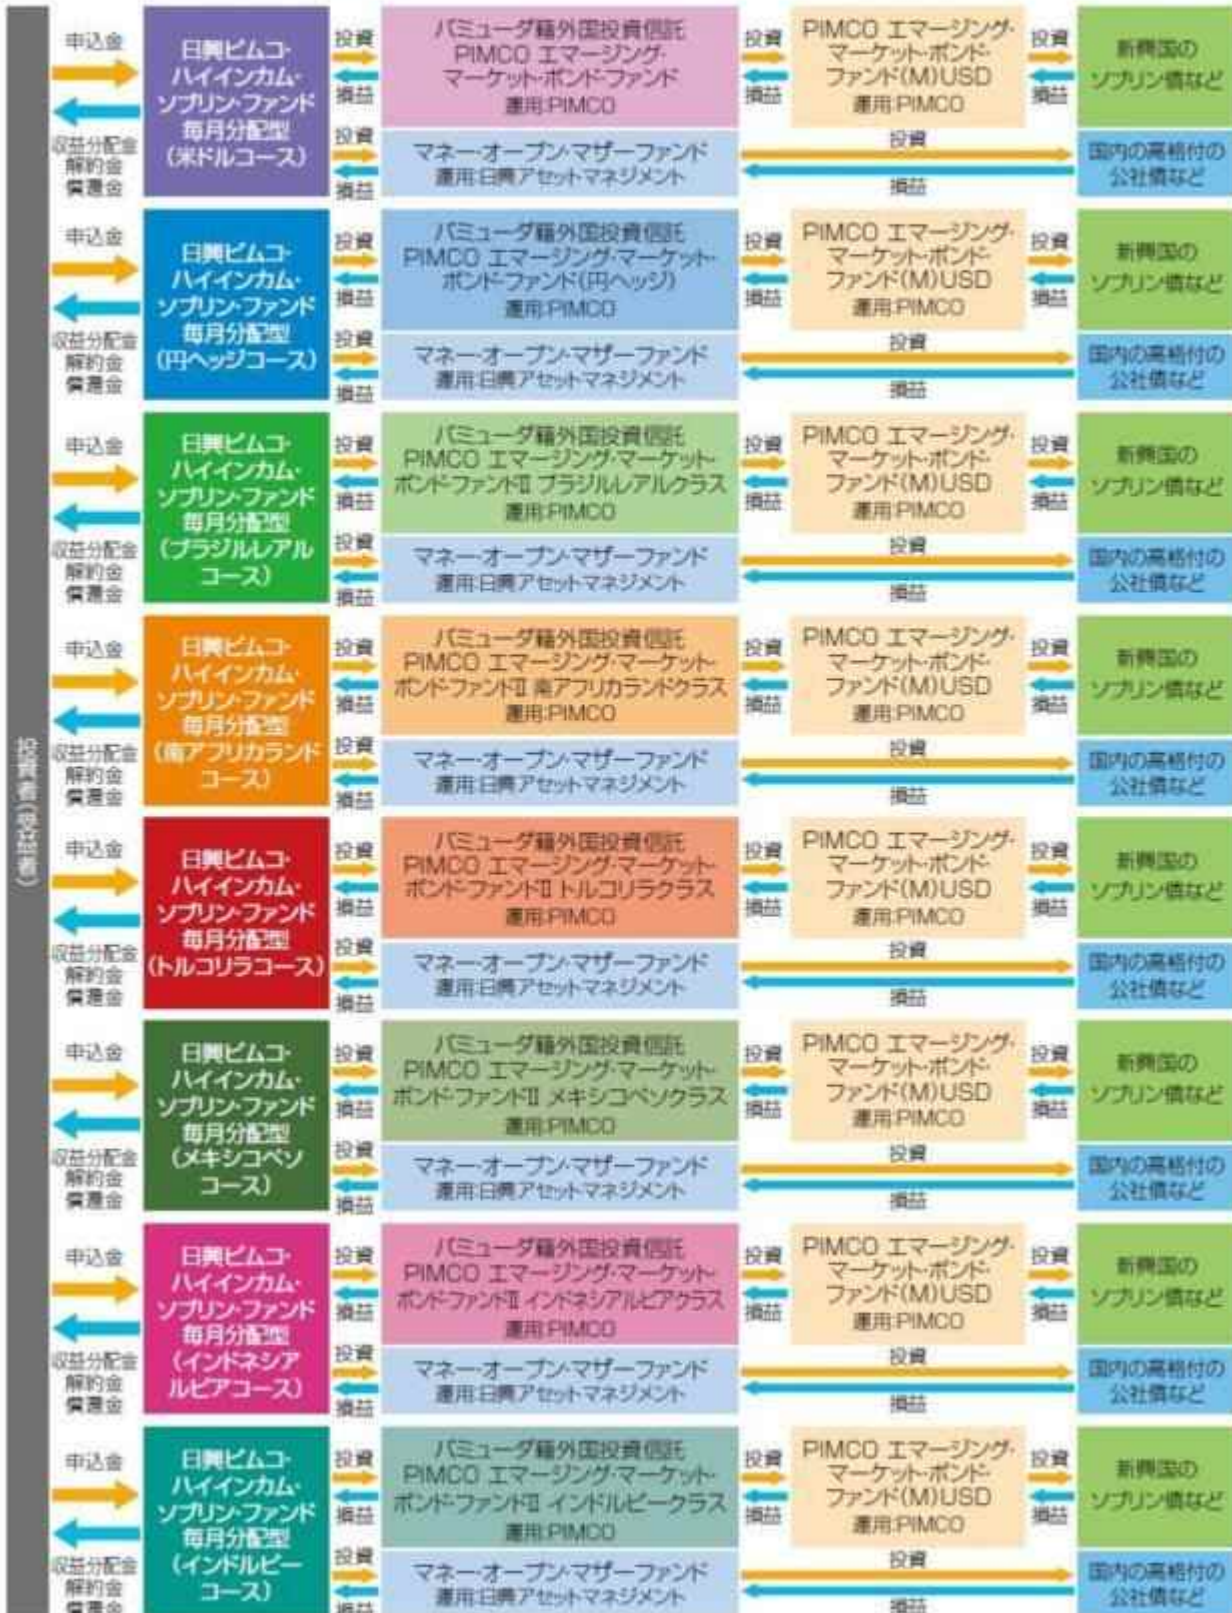 投資者(受益者)
申込金
収益分配金
解約金
償還金
日興ピムコ・
ハイインカム・
ソブリン・ファンド
毎月分配型
(米ドルコース)
投資
損益
投資
損益
バミューダ籍外国投資信託
PIMCO エマージング・
マーケット・ボンド・ファンド
運用:PIMCO
マネー・オープン・マザーファンド
運用:日興アセットマネジメント
投資
損益
PIMCO エマージング・
マーケット・ボンド・
ファンド(M)USD
運用:PIMCO
投資
損益
投資
損益
新興国の
ソブリン債など
国内の高格付の
公社債など
申込金
収益分配金
解約金
償還金
日興ピムコ・
ハイインカム・
ソブリン・ファンド
毎月分配型
(円ヘッジコース)
投資
損益
投資
損益
バミューダ籍外国投資信託
PIMCO エマージング・マーケット・
ボンド・ファンド(円ヘッジ)
運用:PIMCO
マネー・オープン・マザーファンド
運用:日興アセットマネジメント
投資
損益
PIMCO エマージング・
マーケット・ボンド・
ファンド(M)USD
運用:PIMCO
投資
損益
投資
損益
新興国の
ソブリン債など
国内の高格付の
公社債など
申込金
収益分配金
解約金
償還金
日興ピムコ・
ハイインカム・
ソブリン・ファンド
毎月分配型
(ブラジルレアル
コース)
投資
損益
投資
損益
バミューダ籍外国投資信託
PIMCO エマージング・マーケット・
ボンド・ファンドⅡ ブラジルレアルクラス
運用:PIMCO
マネー・オープン・マザーファンド
運用:日興アセットマネジメント
投資
損益
PIMCO エマージング・
マーケット・ボンド・
ファンド(M)USD
運用:PIMCO
投資
損益
投資
損益
新興国の
ソブリン債など
国内の高格付の
公社債など
申込金
収益分配金
解約金
償還金
日興ピムコ・
ハイインカム・
ソブリン・ファンド
毎月分配型
(南アフリカランド
コース)
投資
損益
投資
損益
バミューダ籍外国投資信託
PIMCO エマージング・マーケット・
ボンド・ファンドⅡ 南アフリカランドクラス
運用:PIMCO
マネー・オープン・マザーファンド
運用:日興アセットマネジメント
投資
損益
PIMCO エマージング・
マーケット・ボンド・
ファンド(M)USD
運用:PIMCO
投資
損益
投資
損益
新興国の
ソブリン債など
国内の高格付の
公社債など
申込金
収益分配金
解約金
償還金
日興ピムコ・
ハイインカム・
ソブリン・ファンド
毎月分配型
(トルコリラコース)
投資
損益
投資
損益
バミューダ籍外国投資信託
PIMCO エマージング・マーケット・
ボンド・ファンドⅡ トルコリラクラス
運用:PIMCO
マネー・オープン・マザーファンド
運用:日興アセットマネジメント
投資
損益
PIMCO エマージング・
マーケット・ボンド・
ファンド(M)USD
運用:PIMCO
投資
損益
投資
損益
新興国の
ソブリン債など
国内の高格付の
公社債など
申込金
収益分配金
解約金
償還金
日興ピムコ・
ハイインカム・
ソブリン・ファンド
毎月分配型
(メキシコペソ
コース)
投資
損益
投資
損益
バミューダ籍外国投資信託
PIMCO エマージング・マーケット・
ボンド・ファンドⅡ メキシコペソクラス
運用:PIMCO
マネー・オープン・マザーファンド
運用:日興アセットマネジメント
投資
損益
PIMCO エマージング・
マーケット・ボンド・
ファンド(M)USD
運用:PIMCO
投資
損益
投資
損益
新興国の
ソブリン債など
国内の高格付の
公社債など
申込金
収益分配金
解約金
償還金
日興ピムコ・
ハイインカム・
ソブリン・ファンド
毎月分配型
(インドネシア
ルピアコース)
投資
損益
投資
損益
バミューダ籍外国投資信託
PIMCO エマージング・マーケット・
ボンド・ファンドⅡ インドネシアルピアクラス
運用:PIMCO
マネー・オープン・マザーファンド
運用:日興アセットマネジメント
投資
損益
PIMCO エマージング・
マーケット・ボンド・
ファンド(M)USD
運用:PIMCO
投資
損益
投資
損益
新興国の
ソブリン債など
国内の高格付の
公社債など
申込金
収益分配金
解約金
償還金
日興ピムコ・
ハイインカム・
ソブリン・ファンド
毎月分配型
(インドルピー
コース)
投資
損益
投資
損益
バミューダ籍外国投資信託
PIMCO エマージング・マーケット・
ボンド・ファンドⅡ インドルピークラス
運用:PIMCO
マネー・オープン・マザーファンド
運用:日興アセットマネジメント
投資
損益
PIMCO エマージング・
マーケット・ボンド・
ファンド(M)USD
運用:PIMCO
投資
損益
投資
損益
新興国の
ソブリン債など
国内の高格付の
公社債など